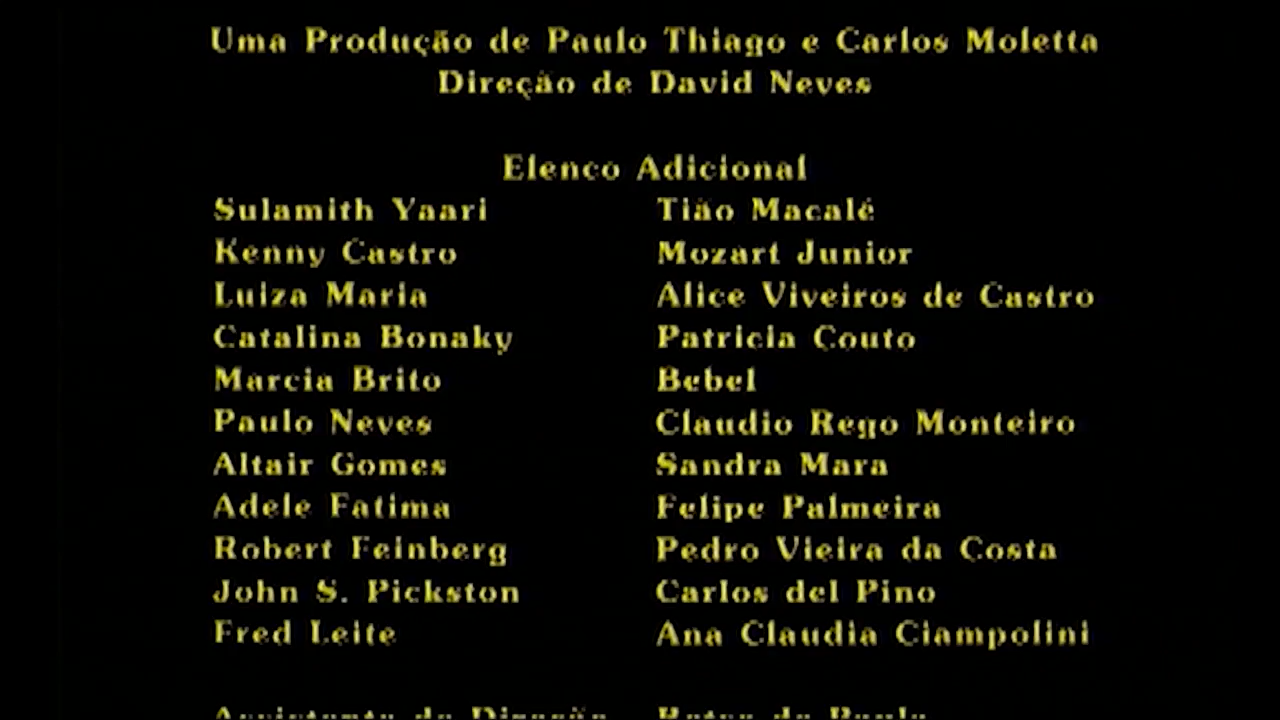 Uma Produção de Paulo Thiago e Carlos Moletta
Direção de David Neves
Elenco Adicional
Sulamith Yaari Tião Macalé
Kenny Castro Mozart Junior
Luiza Maria Alice Viveiros de Castro
Catalina Bonaky Patricia Couto
Marcia Brito Bebel
Paulo Neves Claudio Rego Monteiro
Altair Gomes Sandra Mara
Adele Fatima Felipe Palmeira
Robert Feinberg Pedro Vieira da Costa
John S. Pickston Carlos del Pino
Fred Leite Ana Claudia Ciampolini
Assistente de Direção